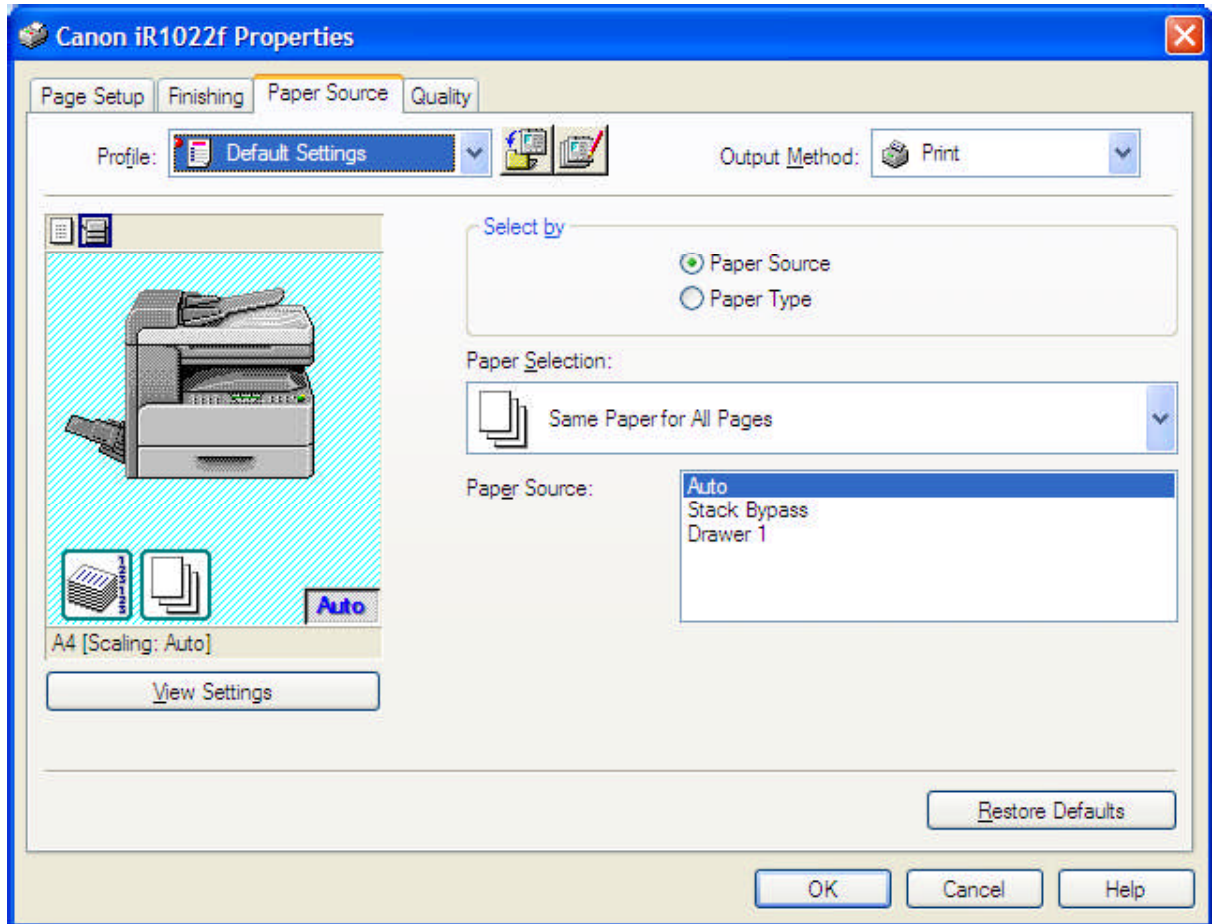 Canon iR1022f Properties
Page Setup Finishing Paper Source Quality
Profile: Default Settings Output Method: Print
Select by
Paper Source
Paper Type
Paper Selection:
Same Paper for All Pages
Paper Source:
Auto
Stack Bypass
Drawer 1
123123
Auto
A4 [Scaling: Auto]
View Settings
Restore Defaults
OK Cancel Help